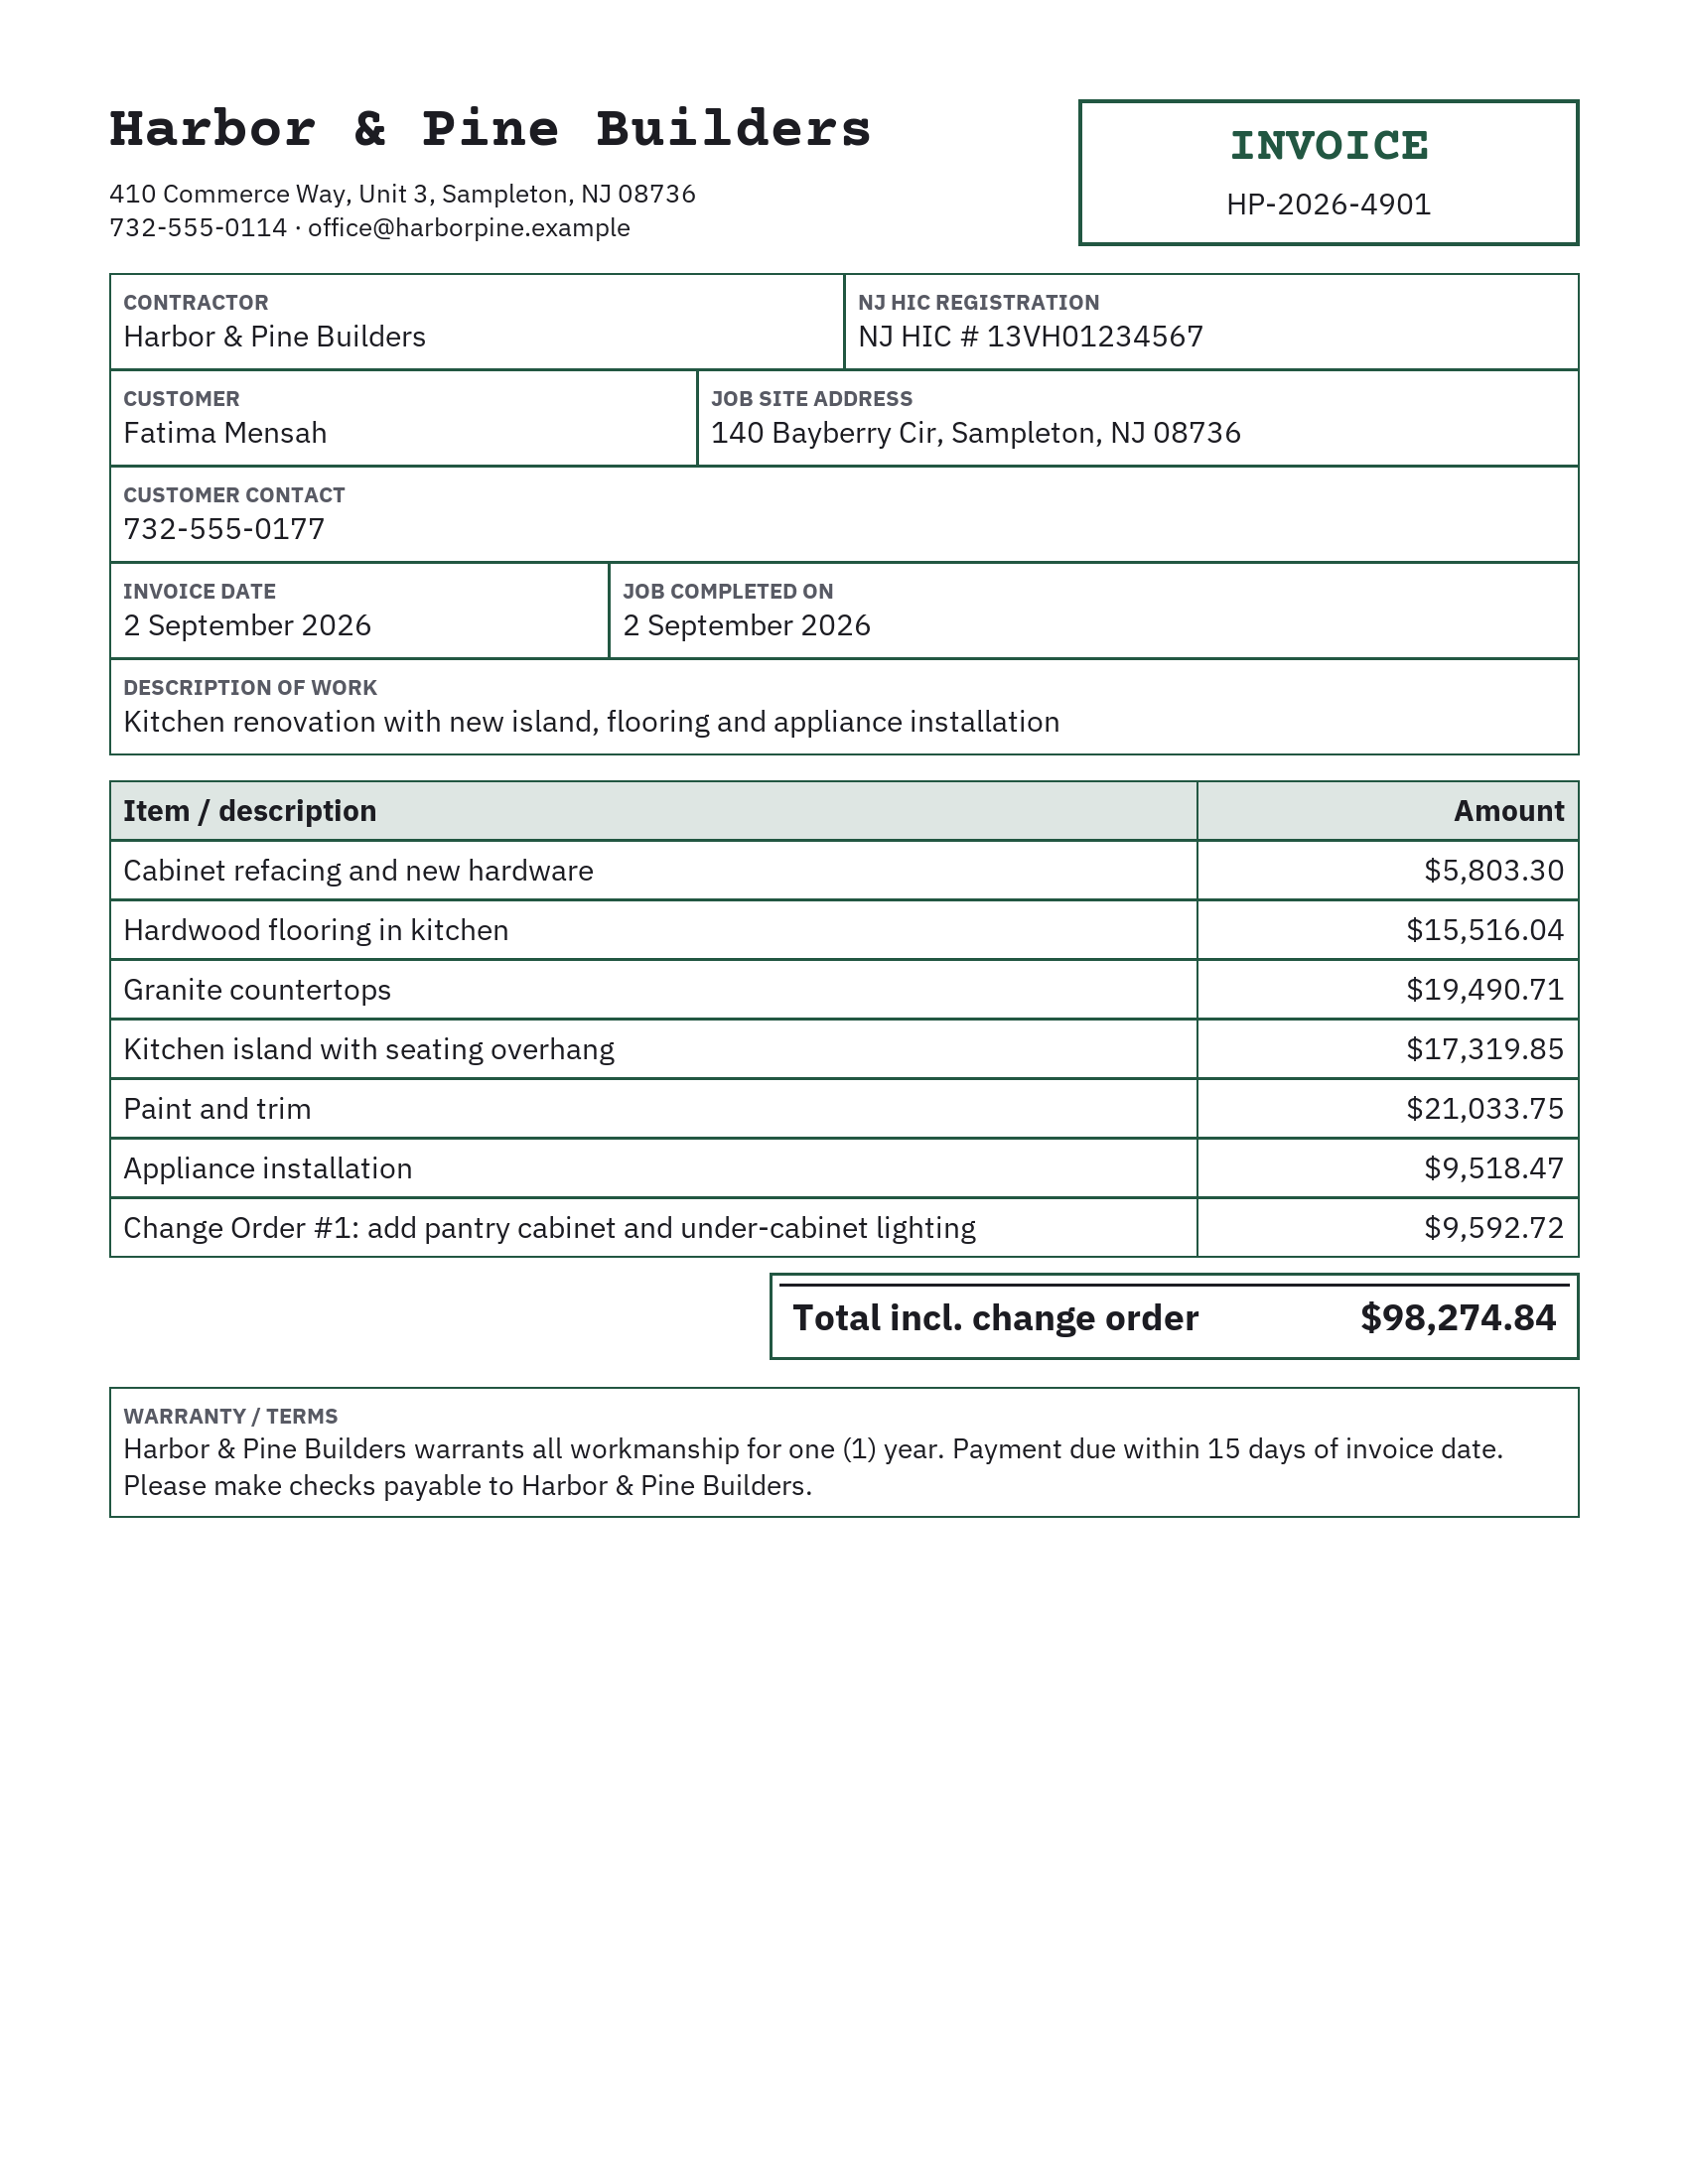 Harbor & Pine Builders
410 Commerce Way, Unit 3, Sampleton, NJ 08736
732-555-0114 · office@harborpine.example
INVOICE
HP-2026-4901
CONTRACTOR
Harbor & Pine Builders
NJ HIC REGISTRATION
NJ HIC # 13VH01234567
CUSTOMER
Fatima Mensah
JOB SITE ADDRESS
140 Bayberry Cir, Sampleton, NJ 08736
CUSTOMER CONTACT
732-555-0177
INVOICE DATE
2 September 2026
JOB COMPLETED ON
2 September 2026
DESCRIPTION OF WORK
Kitchen renovation with new island, flooring and appliance installation
Item / description Amount
Cabinet refacing and new hardware $5,803.30
Hardwood flooring in kitchen $15,516.04
Granite countertops $19,490.71
Kitchen island with seating overhang $17,319.85
Paint and trim $21,033.75
Appliance installation $9,518.47
Change Order #1: add pantry cabinet and under-cabinet lighting $9,592.72
Total incl. change order $98,274.84
WARRANTY / TERMS
Harbor & Pine Builders warrants all workmanship for one (1) year. Payment due within 15 days of invoice date.
Please make checks payable to Harbor & Pine Builders.